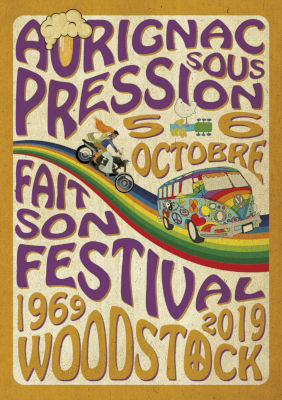 AURIGNAC
SOUS
PRESSION
5 6
OCTOBRE
FAIT
SON
FESTIVAL
1969 2019
WOODSTOCK